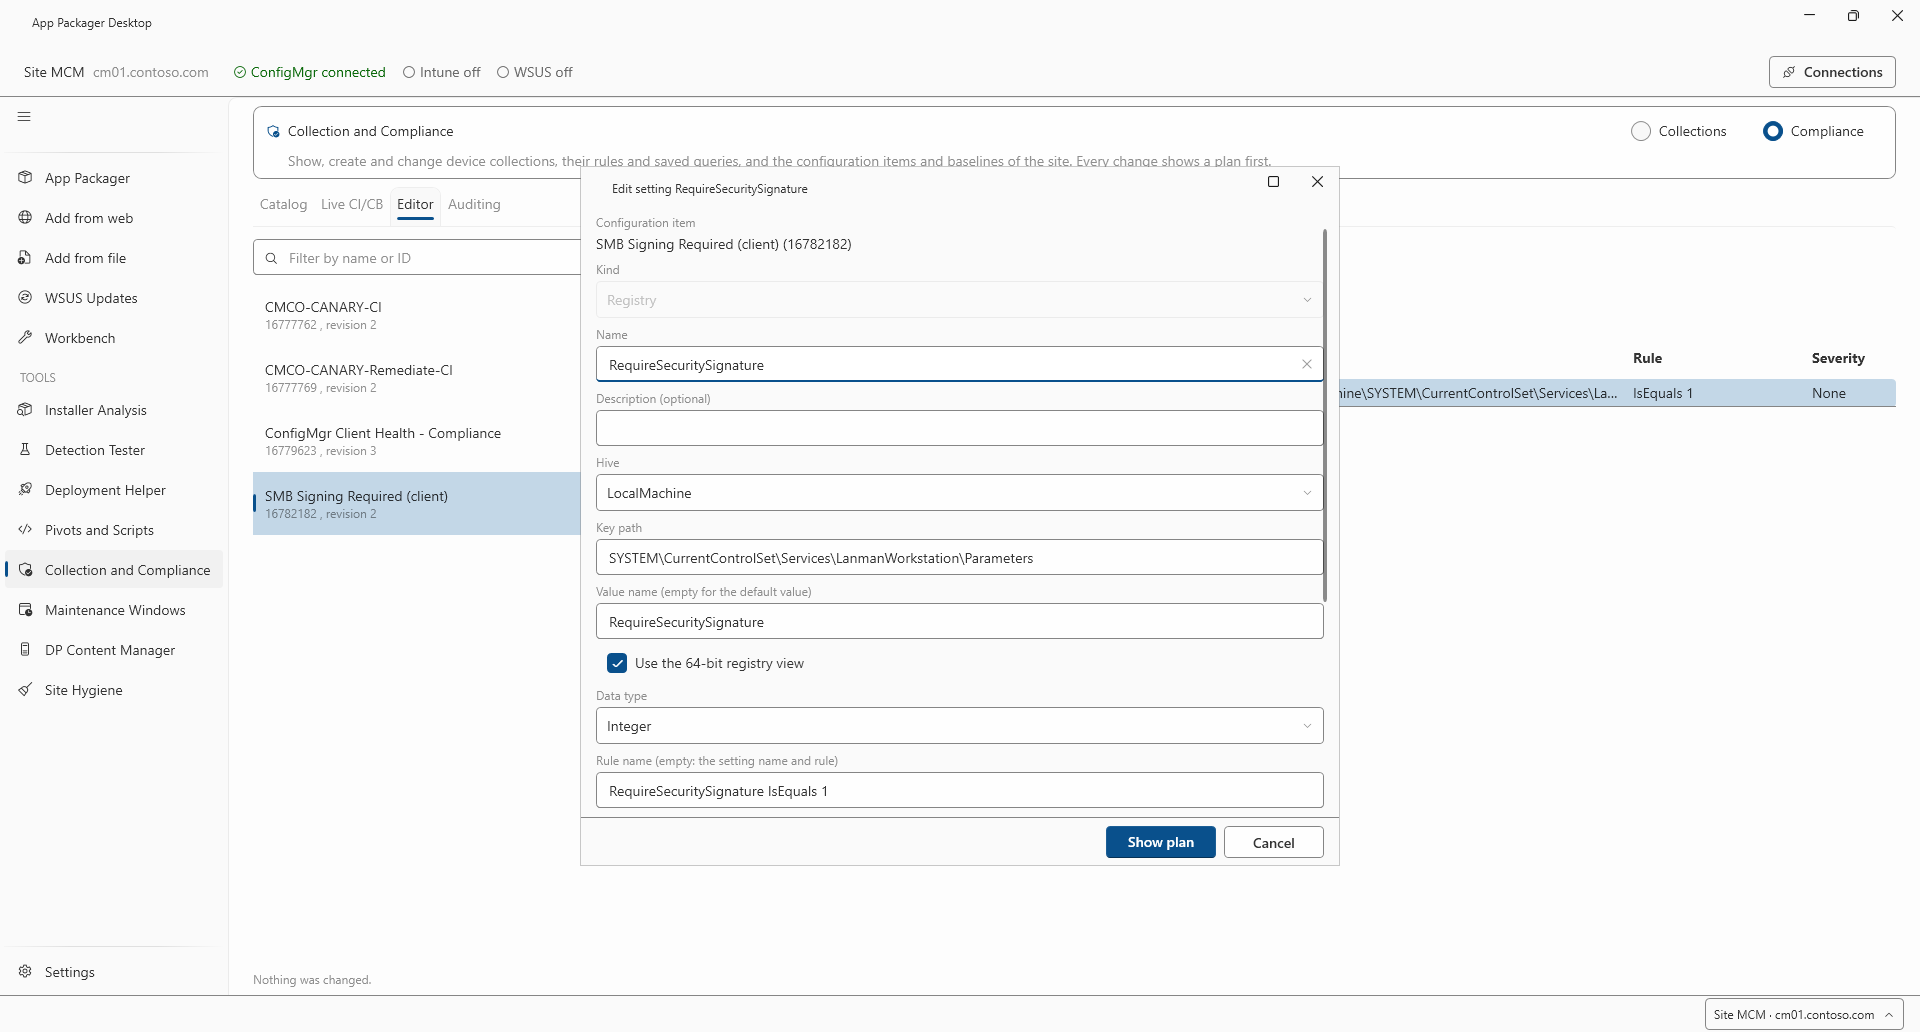 App Packager Desktop
Site MCM cm01.contoso.com ConfigMgr connected Intune off WSUS off Connections
Collection and Compliance Collections Compliance
Show, create and change device collections, their rules and saved queries, and the configuration items and baselines of the site. Every change shows a plan first.
App Packager
Add from web
Add from file
WSUS Updates
Workbench
TOOLS
Installer Analysis
Detection Tester
Deployment Helper
Pivots and Scripts
Collection and Compliance
Maintenance Windows
DP Content Manager
Site Hygiene
Settings
Catalog Live CI/CB Editor Auditing
Filter by name or ID
CMCO-CANARY-CI
16777762 , revision 2
CMCO-CANARY-Remediate-CI
16777769 , revision 2
ConfigMgr Client Health - Compliance
16779623 , revision 3
SMB Signing Required (client)
16782182 , revision 2
Edit setting RequireSecuritySignature
Configuration item
SMB Signing Required (client) (16782182)
Kind
Registry
Name
RequireSecuritySignature
Description (optional)
Hive
LocalMachine
Key path
SYSTEM\CurrentControlSet\Services\LanmanWorkstation\Parameters
Value name (empty for the default value)
RequireSecuritySignature
Use the 64-bit registry view
Data type
Integer
Rule name (empty: the setting name and rule)
RequireSecuritySignature IsEquals 1
Show plan Cancel
Rule Severity
ine\SYSTEM\CurrentControlSet\Services\La... IsEquals 1 None
Nothing was changed.
Site MCM · cm01.contoso.com